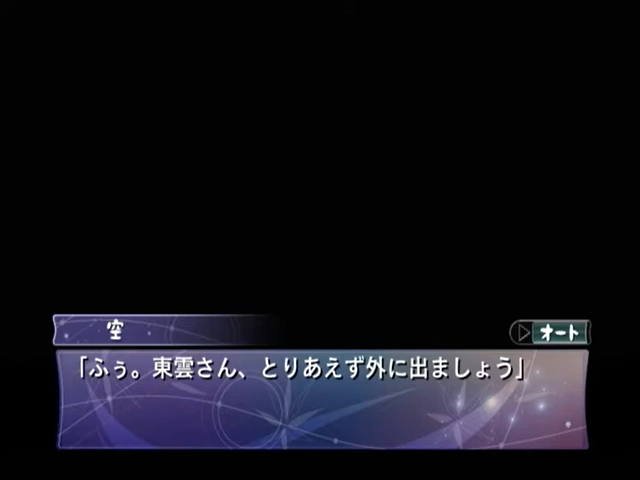 空
オート
「ふぅ。東雲さん、とりあえず外に出ましょう」